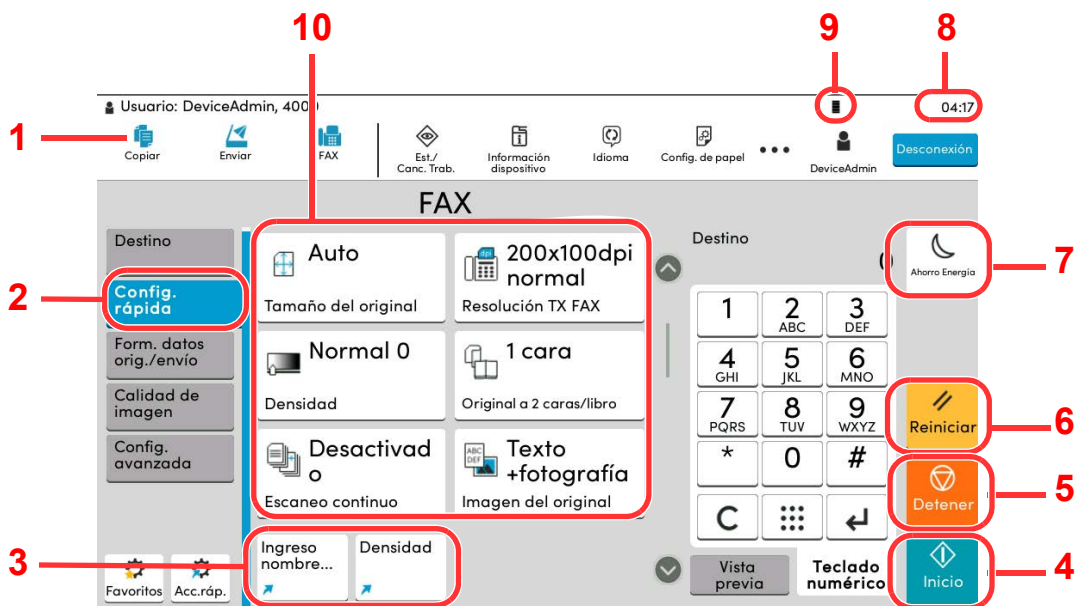 10
9
8
Usuario: DeviceAdmin, 400
04:17
1
Copiar
Enviar
FAX
Est./
Canc. Trab.
Información
dispositivo
Idioma
Config. de papel
DeviceAdmin
Desconexión
FAX
Destino
2
Config.
rápida
Form. datos
orig./envío
Calidad de
imagen
Config.
avanzada
Auto
Tamaño del original
200x100dpi
normal
Resolución TX FAX
Normal 0
Densidad
1 cara
Original a 2 caras/libro
Desactivad
o
Escaneo continuo
ABC
DEF
Texto
+fotografía
Imagen del original
Destino
0
Ahorro Energía
7
1
2
ABC
3
DEF
4
GHI
5
JKL
6
MNO
7
PQRS
8
TUV
9
WXYZ
*
0
#
C
Reiniciar
6
Detener
5
3
Favoritos
Acc.ráp.
Ingreso
nombre...
Densidad
Vista
previa
Teclado
numérico
Inicio
4